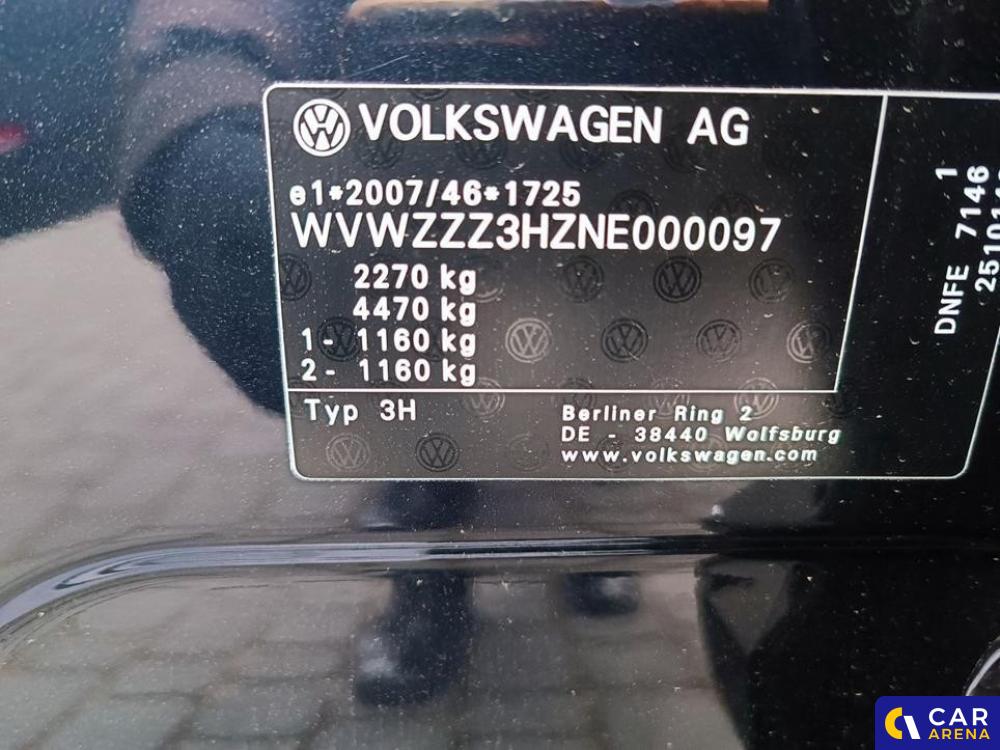 VOLKSWAGEN AG
e1*2007/46*1725
WVWZZZ3HZNE000097
2270 kg
4470 kg
1- 1160 kg
2- 1160 kg
Typ 3H
Berliner Ring 2
DE - 38440 Wolfsburg
www.volkswagen.com
DNFE 7146 1
CAR
ARENA